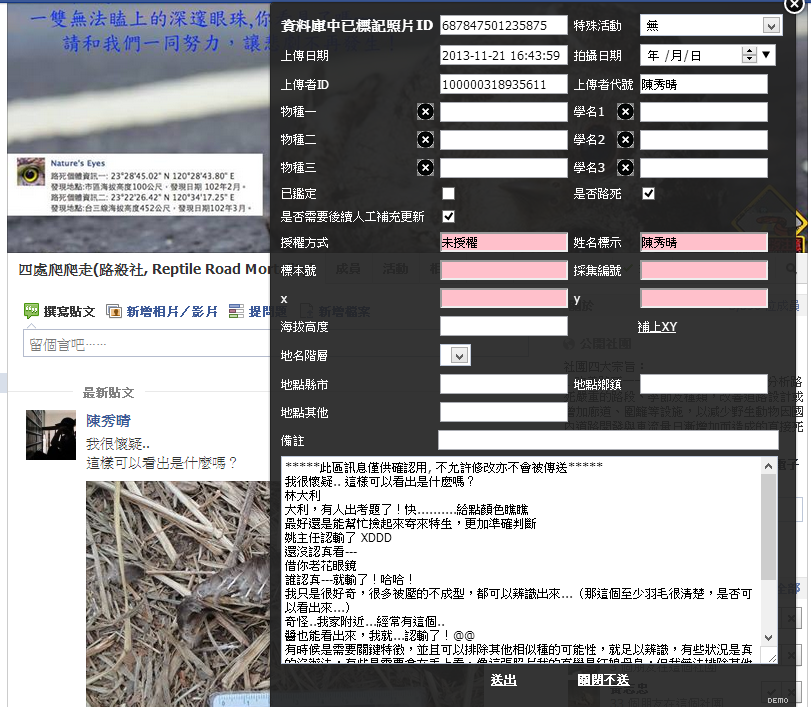 一雙無法瞌上的深邃眼珠,你
請和我們一同努力，讓
Nature's Eyes
路死個體資訊一: 23°28'45.02" N 120°28'43.80" E
發現地點:市區海拔高度100公尺，發現日期 102年2月。
路死個體資訊二: 23°22'26.42" N 120°34'17.25" E
發現地點:台三線海拔高度452公尺，發現日期102年3月。
四處爬爬走(路殺社, Reptile Road Mort
撰寫貼文 新增相片／影片 提問
留個言吧……
最新貼文
陳秀晴
我很懷疑..
這樣可以看出是什麼嗎？
資料庫中已標記照片ID 687847501235875 特殊活動 無
上傳日期 2013-11-21 16:43:59 拍攝日期 年 /月/日
上傳者ID 100000318935611 上傳者代號 陳秀晴
物種一 學名1
物種二 學名2
物種三 學名3
已鑑定 是否路死
是否需要後續人工補充更新
授權方式 未授權 姓名標示 陳秀晴
標本號 採集編號
x y
海拔高度 補上XY
地名階層
地點縣市 地點鄉鎮
地點其他
備註
*****此區訊息僅供確認用, 不允許修改亦不會被傳送*****
我很懷疑.. 這樣可以看出是什麼嗎？
林大利
大利，有人出考題了！快..........給點顏色瞧瞧
最好還是能幫忙撿起來寄來特生，更加準確判斷
姚主任認輸了 XDDD
還沒認真看---
借你老花眼鏡
誰認真---就輸了！哈哈！
我只是很好奇，很多被壓的不成型，都可以辨識出來...（那這個至少羽毛很清楚，是否可
以看出來...）
奇怪..我家附近...經常有這個..
醬也能看出來，我就...認輸了！@@
有時候是需要關鍵特徵，並且可以排除其他相似種的可能性，就足以辨識，有些狀況是真
送出 關閉不送
DEMO